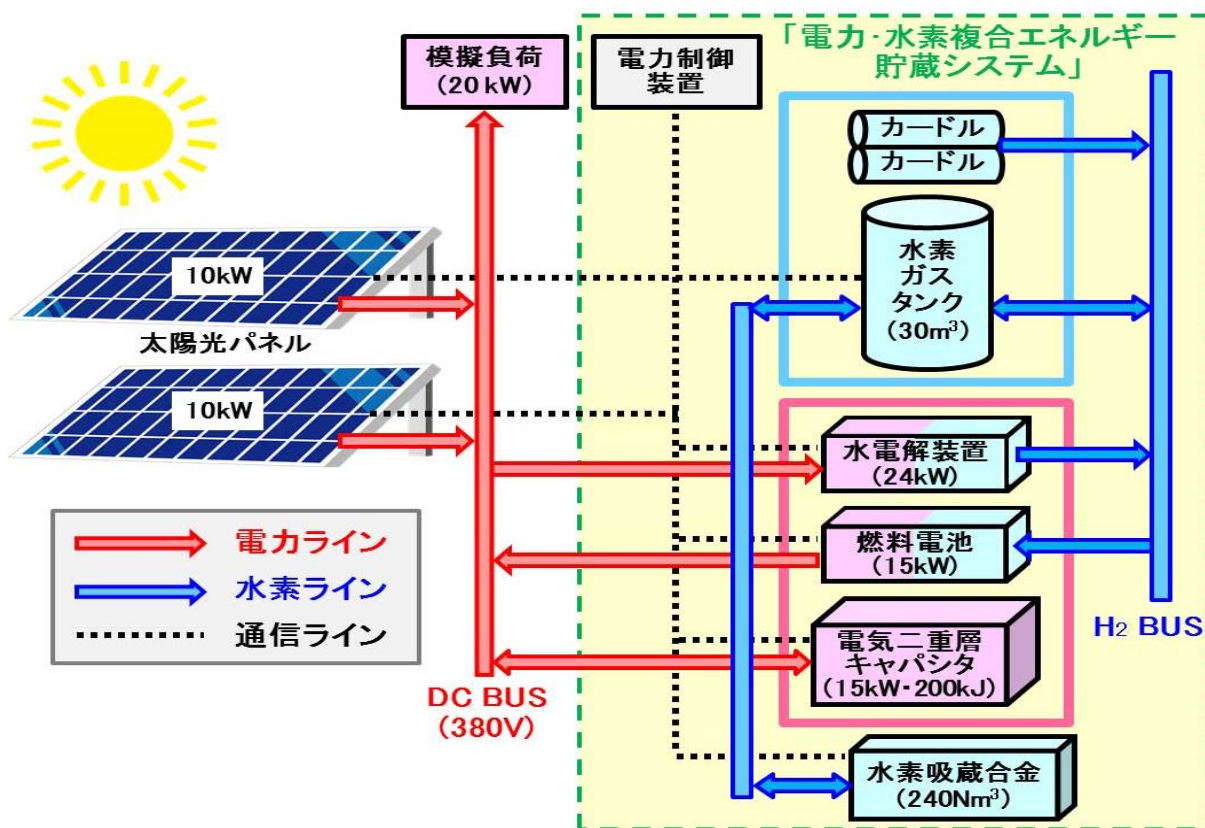 模擬負荷
(20kW)
電力制御
装置
「電力・水素複合エネルギー
貯蔵システム」
カードル
カードル
水素
ガス
タンク
(30m³)
10kW
太陽光パネル
10kW
水電解装置
(24kW)
燃料電池
(15kW)
電気二重層
キャパシタ
(15kW・200kJ)
水素吸蔵合金
(240Nm³)
電力ライン
水素ライン
通信ライン
DC BUS
(380V)
H₂ BUS